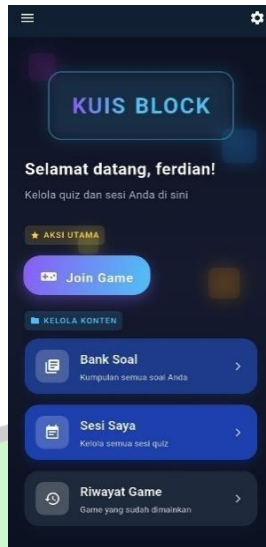 KUIS BLOCK
Selamat datang, ferdian!
Kelola quiz dan sesi Anda di sini
AKSI UTAMA
Join Game
KELOLA KONTEN
Bank Soal
Kumpulan semua soal Anda
Sesi Saya
Kelola semua sesi quiz
Riwayat Game
Game yang sudah dimainkan